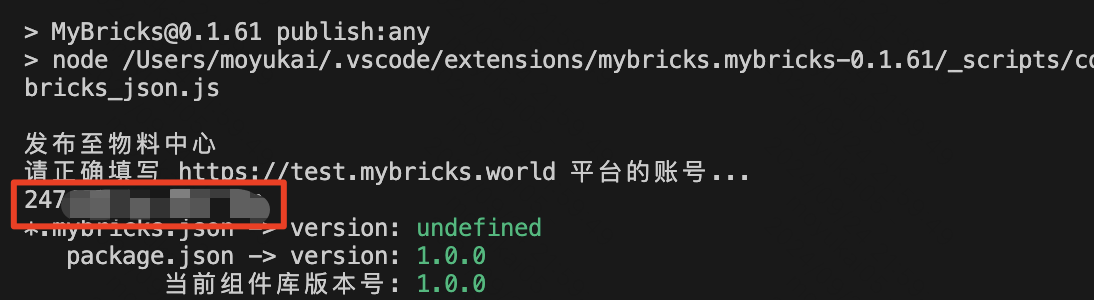 > MyBricks@0.1.61 publish:any
> node /Users/moyukai/.vscode/extensions/mybricks.mybricks-0.1.61/_scripts/co
bricks_json.js
发布至物料中心
请正确填写 https://test.mybricks.world 平台的账号...
247
*.mybricks.json -> version: undefined
package.json -> version: 1.0.0
当前组件库版本号: 1.0.0